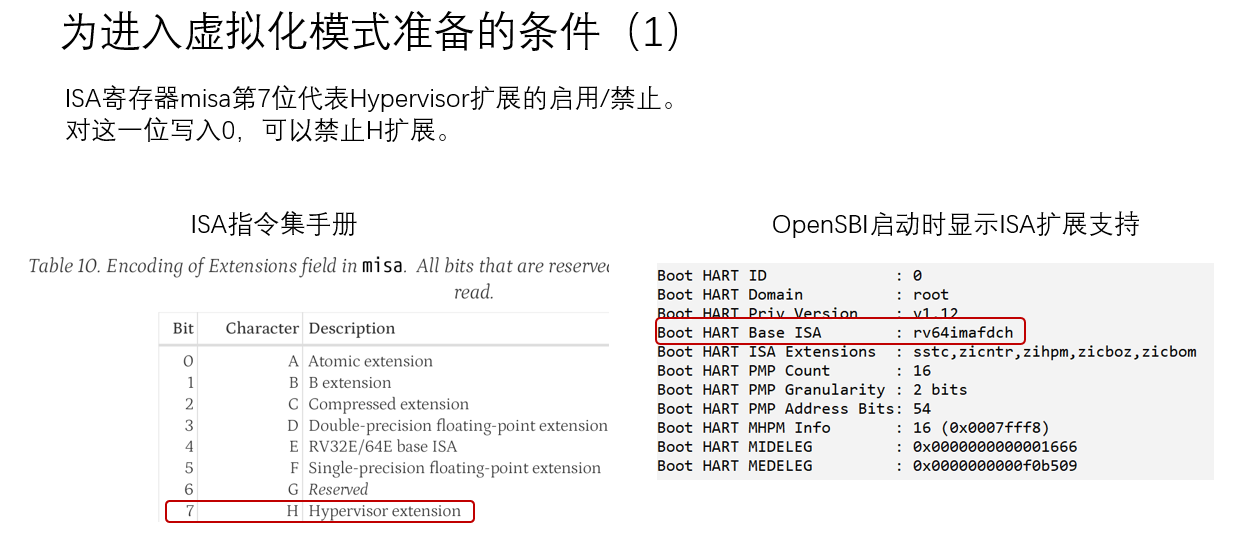 为进入虚拟化模式准备的条件（1）
ISA寄存器misa第7位代表Hypervisor扩展的启用/禁止。
对这一位写入0，可以禁止H扩展。
ISA指令集手册
Table 10. Encoding of Extensions field in misa. All bits that are reserved
read.
Bit Character Description
0 A Atomic extension
1 B B extension
2 C Compressed extension
3 D Double-precision floating-point extension
4 E RV32E/64E base ISA
5 F Single-precision floating-point extension
6 G Reserved
7 H Hypervisor extension
OpenSBI启动时显示ISA扩展支持
Boot HART ID : 0
Boot HART Domain : root
Boot HART Priv Version : v1.12
Boot HART Base ISA : rv64imafdch
Boot HART ISA Extensions : sstc,zicntr,zihpm,zicboz,zicbom
Boot HART PMP Count : 16
Boot HART PMP Granularity : 2 bits
Boot HART PMP Address Bits: 54
Boot HART MHPM Info : 16 (0x0007fff8)
Boot HART MIDELEG : 0x0000000000001666
Boot HART MEDELEG : 0x0000000000f0b509